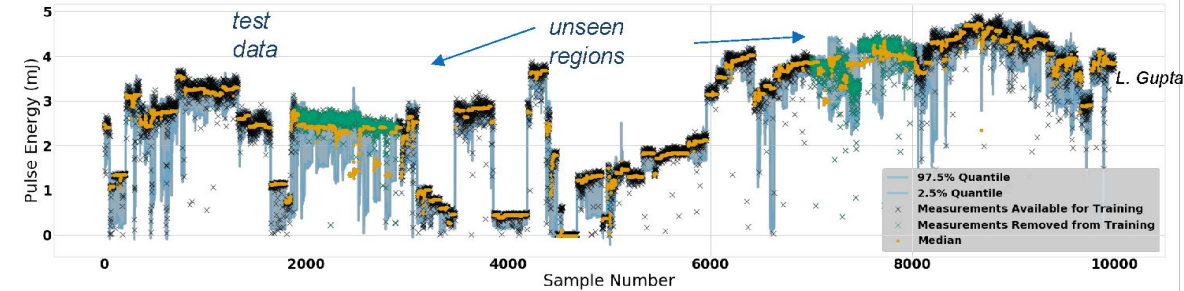 test
data
unseen
regions
L. Gupta
Pulse Energy (mJ)
5
4
3
2
1
0
0
2000
4000
6000
8000
10000
Sample Number
97.5% Quantile
2.5% Quantile
Measurements Available for Training
Measurements Removed from Training
Median